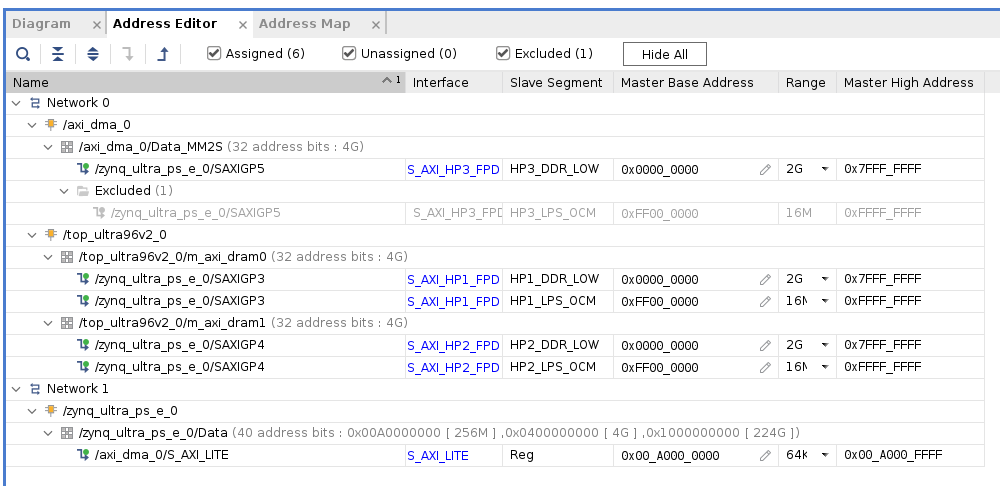 Diagram Address Editor Address Map
Assigned (6) Unassigned (0) Excluded (1) Hide All
Name 1 Interface Slave Segment Master Base Address Range Master High Address
Network 0
/axi_dma_0
/axi_dma_0/Data_MM2S (32 address bits : 4G)
/zynq_ultra_ps_e_0/SAXIGP5 S_AXI_HP3_FPD HP3_DDR_LOW 0x0000_0000 2G 0x7FFF_FFFF
Excluded (1)
/zynq_ultra_ps_e_0/SAXIGP5 S_AXI_HP3_FPD HP3_LPS_OCM 0xFF00_0000 16M 0xFFFF_FFFF
/top_ultra96v2_0
/top_ultra96v2_0/m_axi_dram0 (32 address bits : 4G)
/zynq_ultra_ps_e_0/SAXIGP3 S_AXI_HP1_FPD HP1_DDR_LOW 0x0000_0000 2G 0x7FFF_FFFF
/zynq_ultra_ps_e_0/SAXIGP3 S_AXI_HP1_FPD HP1_LPS_OCM 0xFF00_0000 16M 0xFFFF_FFFF
/top_ultra96v2_0/m_axi_dram1 (32 address bits : 4G)
/zynq_ultra_ps_e_0/SAXIGP4 S_AXI_HP2_FPD HP2_DDR_LOW 0x0000_0000 2G 0x7FFF_FFFF
/zynq_ultra_ps_e_0/SAXIGP4 S_AXI_HP2_FPD HP2_LPS_OCM 0xFF00_0000 16M 0xFFFF_FFFF
Network 1
/zynq_ultra_ps_e_0
/zynq_ultra_ps_e_0/Data (40 address bits : 0x00A0000000 [ 256M ] ,0x0400000000 [ 4G ] ,0x1000000000 [ 224G ])
/axi_dma_0/S_AXI_LITE S_AXI_LITE Reg 0x00_A000_0000 64K 0x00_A000_FFFF